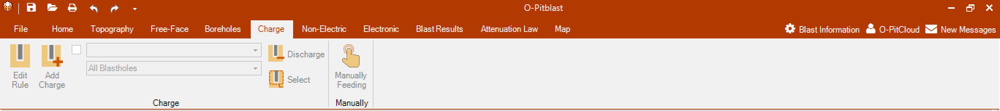 O-Pitblast
File Home Topography Free-Face Boreholes Charge Non-Electric Electronic Blast Results Attenuation Law Map Blast Information O-PitCloud New Messages
Edit Rule
Add Charge
All Blastholes
Discharge
Select
Manually Feeding
Charge
Manually